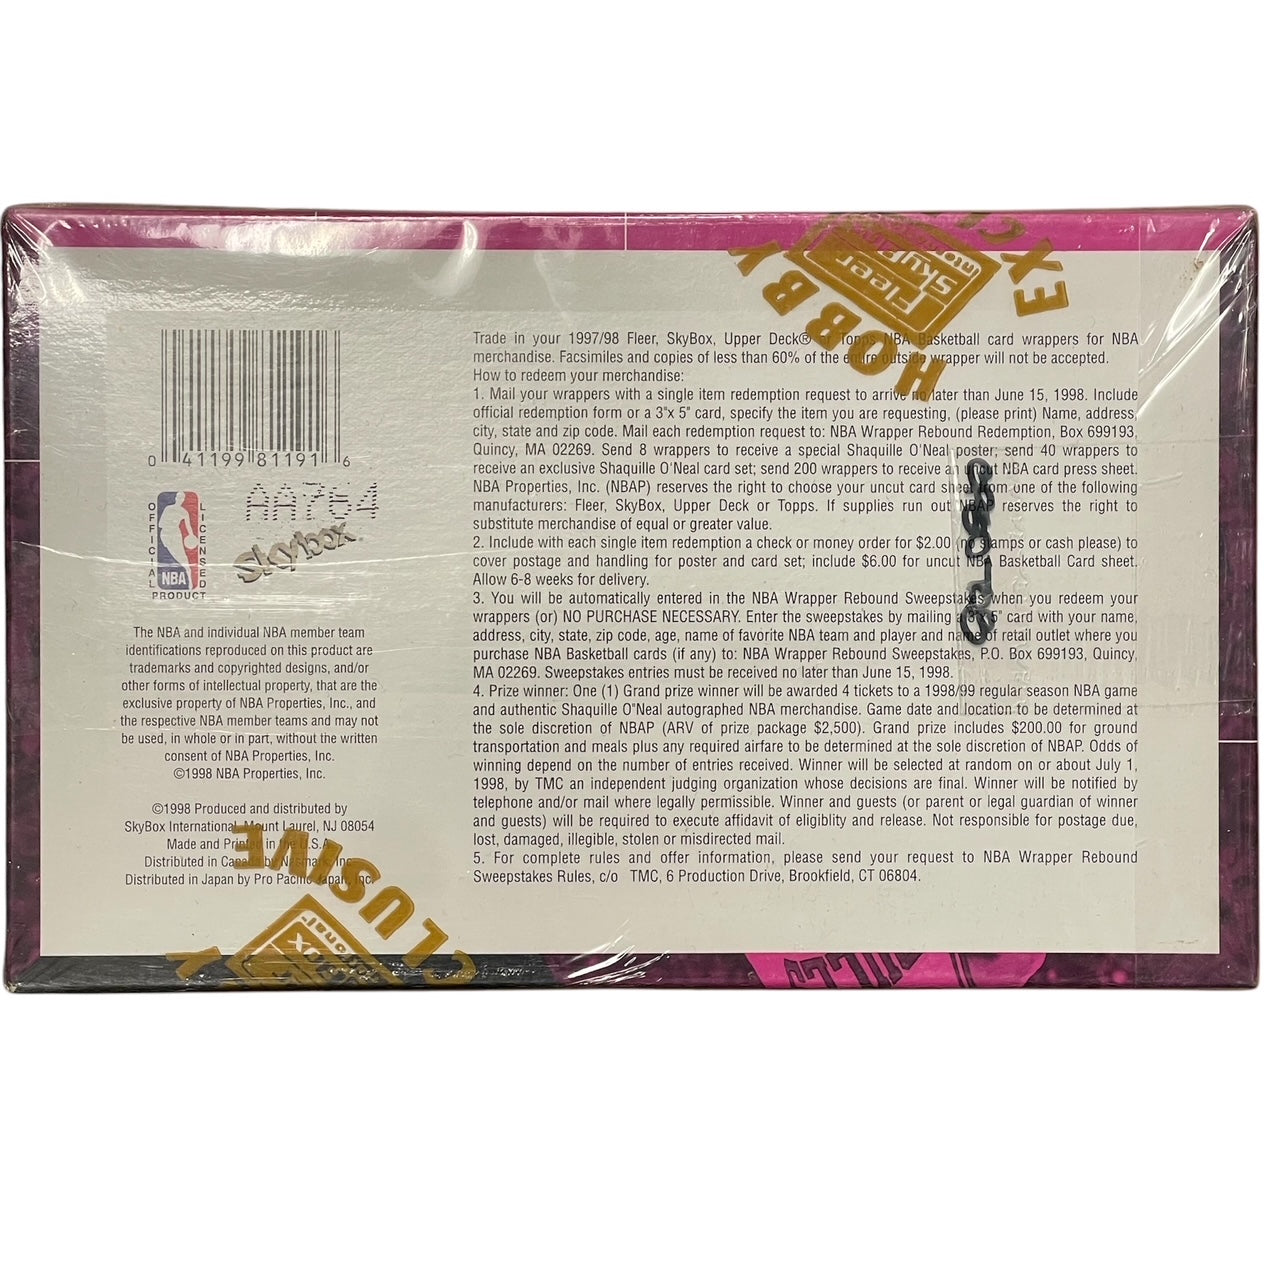 HOBBY
EX
CL
Fleer
SkyBox
Inter
0 41199 81191 6
AA764
SkyBox
OFFICIAL LICENSED
NBA
PRODUCT
The NBA and individual NBA member team
identifications reproduced on this product are
trademarks and copyrighted designs, and/or
other forms of intellectual property, that are the
exclusive property of NBA Properties, Inc., and
the respective NBA member teams and may not
be used, in whole or in part, without the written
consent of NBA Properties, Inc.
©1998 NBA Properties, Inc.
©1998 Produced and distributed by
SkyBox International, Mount Laurel, NJ 08054
Made and Printed in the U.S.A.
Distributed in Canada by Nesmark, Inc.
Distributed in Japan by Pro Pacific Japan, Inc.
Trade in your 1997/98 Fleer, SkyBox, Upper Deck® or Topps NBA Basketball card wrappers for NBA
merchandise. Facsimiles and copies of less than 60% of the entire outside wrapper will not be accepted.
How to redeem your merchandise:
1. Mail your wrappers with a single item redemption request to arrive no later than June 15, 1998. Include
official redemption form or a 3"x 5" card, specify the item you are requesting, (please print) Name, address,
city, state and zip code. Mail each redemption request to: NBA Wrapper Rebound Redemption, Box 699193,
Quincy, MA 02269. Send 8 wrappers to receive a special Shaquille O'Neal poster; send 40 wrappers to
receive an exclusive Shaquille O'Neal card set; send 200 wrappers to receive an uncut NBA card press sheet.
NBA Properties, Inc. (NBAP) reserves the right to choose your uncut card sheet from one of the following
manufacturers: Fleer, SkyBox, Upper Deck or Topps. If supplies run out NBAP reserves the right to
substitute merchandise of equal or greater value.
2. Include with each single item redemption a check or money order for $2.00 (no stamps or cash please) to
cover postage and handling for poster and card set; include $6.00 for uncut NBA Basketball Card sheet.
Allow 6-8 weeks for delivery.
3. You will be automatically entered in the NBA Wrapper Rebound Sweepstakes when you redeem your
wrappers (or) NO PURCHASE NECESSARY. Enter the sweepstakes by mailing a 3"x 5" card with your name,
address, city, state, zip code, age, name of favorite NBA team and player and name of retail outlet where you
purchase NBA Basketball cards (if any) to: NBA Wrapper Rebound Sweepstakes, P.O. Box 699193, Quincy,
MA 02269. Sweepstakes entries must be received no later than June 15, 1998.
4. Prize winner: One (1) Grand prize winner will be awarded 4 tickets to a 1998/99 regular season NBA game
and authentic Shaquille O"Neal autographed NBA merchandise. Game date and location to be determined at
the sole discretion of NBAP (ARV of prize package $2,500). Grand prize includes $200.00 for ground
transportation and meals plus any required airfare to be determined at the sole discretion of NBAP. Odds of
winning depend on the number of entries received. Winner will be selected at random on or about July 1,
1998, by TMC an independent judging organization whose decisions are final. Winner will be notified by
telephone and/or mail where legally permissible. Winner and guests (or parent or legal guardian of winner
and guests) will be required to execute affidavit of eligiblity and release. Not responsible for postage due,
lost, damaged, illegible, stolen or misdirected mail.
5. For complete rules and offer information, please send your request to NBA Wrapper Rebound
Sweepstakes Rules, c/o TMC, 6 Production Drive, Brookfield, CT 06804.
CLUSIVE
Y